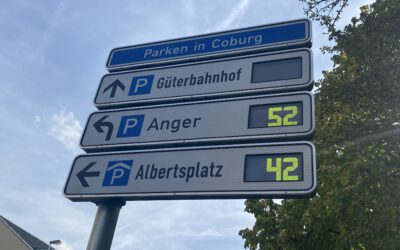 Parken in Coburg
P Güterbahnhof
P Anger 52
P Albertsplatz 42